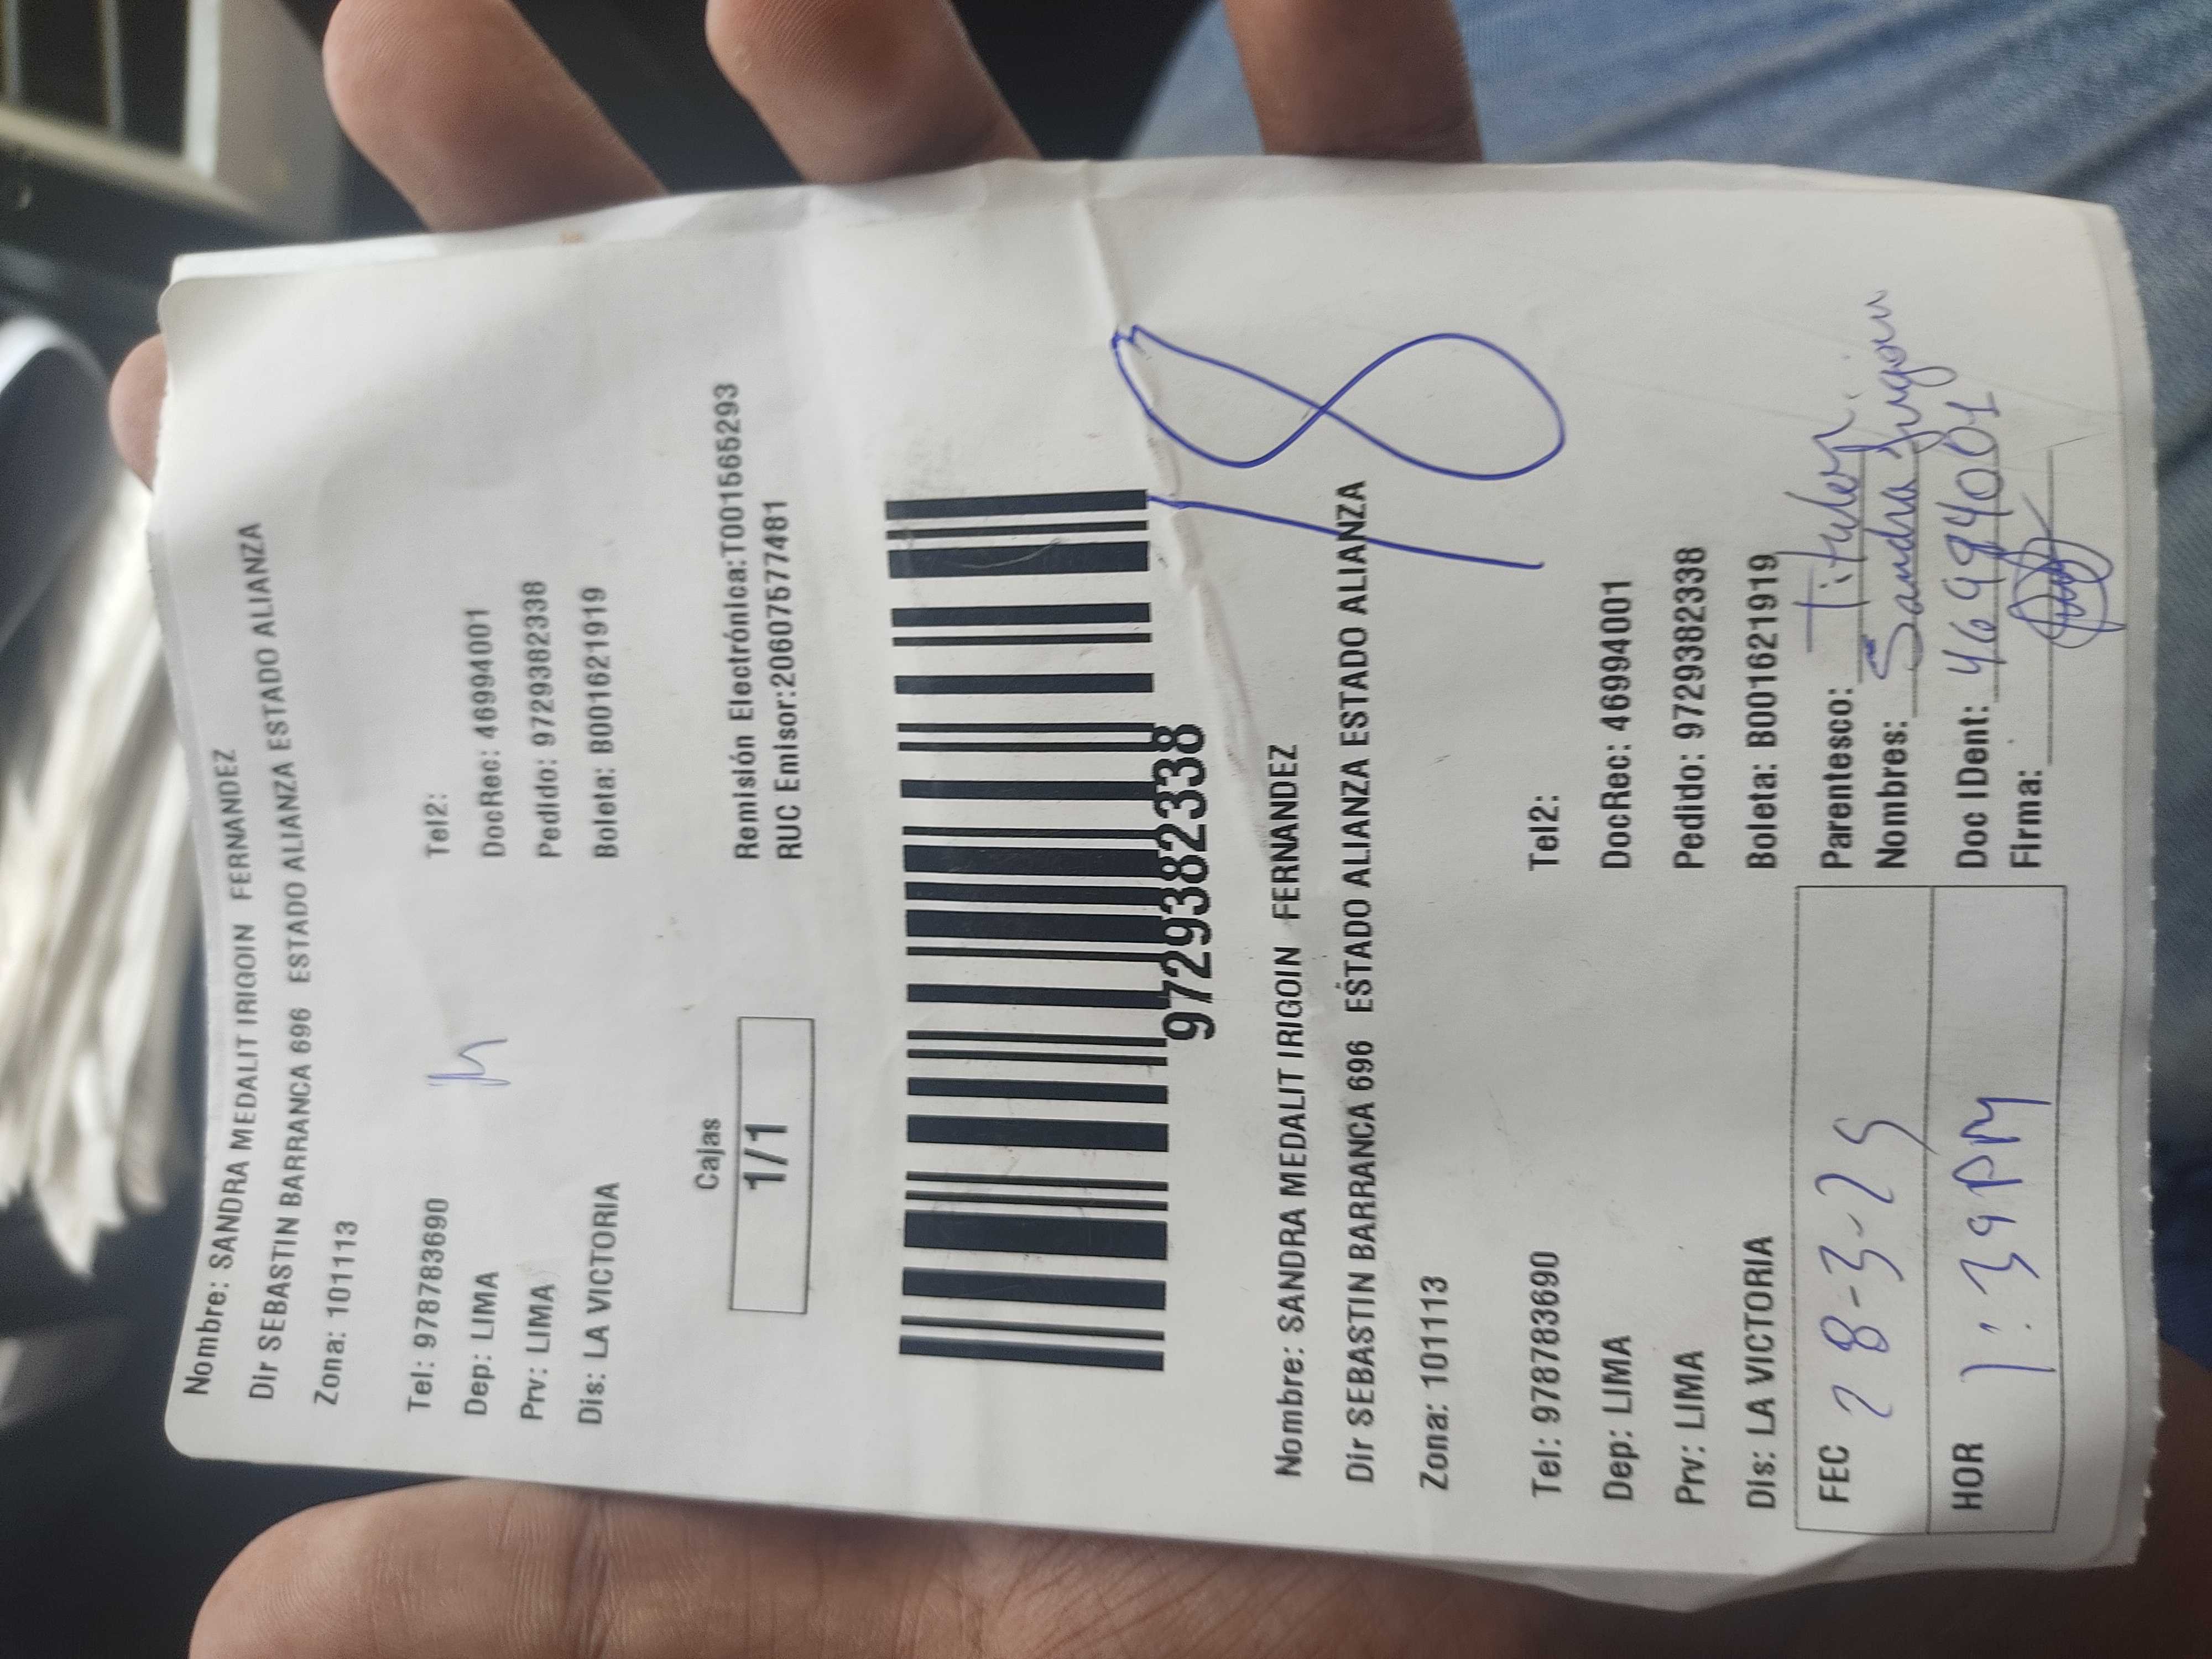 Nombre: SANDRA MEDALIT IRIGOIN FERNANDEZ
Dir SEBASTIN BARRANCA 696 ESTADO ALIANZA ESTADO ALIANZA
Zona: 101113
Tel: 978783690 Tel2:
Dep: LIMA DocRec: 46994001
Prv: LIMA Pedido: 97293382338
Dis: LA VICTORIA Boleta: B001621919
Cajas
1/1
Remisión Electrónica:T001565293
RUC Emisor:20607577481
97293382338
18
Nombre: SANDRA MEDALIT IRIGOIN FERNANDEZ
Dir SEBASTIN BARRANCA 696 ESTADO ALIANZA ESTADO ALIANZA
Zona: 101113
Tel: 978783690 Tel2:
Dep: LIMA DocRec: 46994001
Prv: LIMA Pedido: 97293382338
Dis: LA VICTORIA Boleta: B001621919
FEC 28-3-25
HOR 1:39PM
Parentesco: Titular.
Nombres: Sandra Irigoin
Doc IDent: 46994001
Firma: